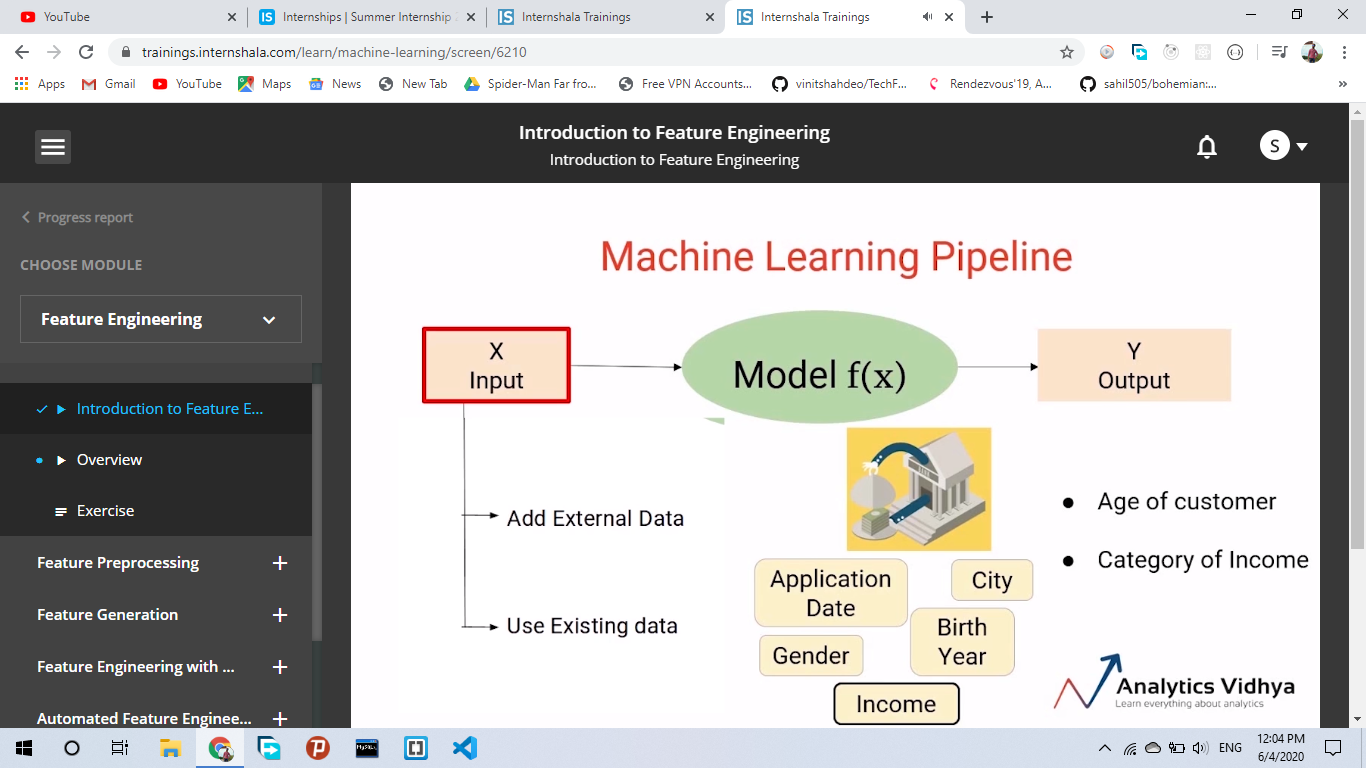 YouTube
Internships | Summer Internship
Internshala Trainings
Internshala Trainings
trainings.internshala.com/learn/machine-learning/screen/6210
Apps
Gmail
YouTube
Maps
News
New Tab
Spider-Man Far fro...
Free VPN Accounts...
vinitshahdeo/TechF...
Rendezvous'19, A...
sahil505/bohemian:...
Introduction to Feature Engineering
Introduction to Feature Engineering
S
Progress report
CHOOSE MODULE
Feature Engineering
Introduction to Feature E...
Overview
Exercise
Feature Preprocessing
Feature Generation
Feature Engineering with ...
Automated Feature Enginee...
Machine Learning Pipeline
X
Input
Model f(x)
Y
Output
Add External Data
Use Existing data
Application
Date
City
Gender
Birth
Year
Income
● Age of customer
● Category of Income
Analytics Vidhya
Learn everything about analytics
ENG
12:04 PM
6/4/2020